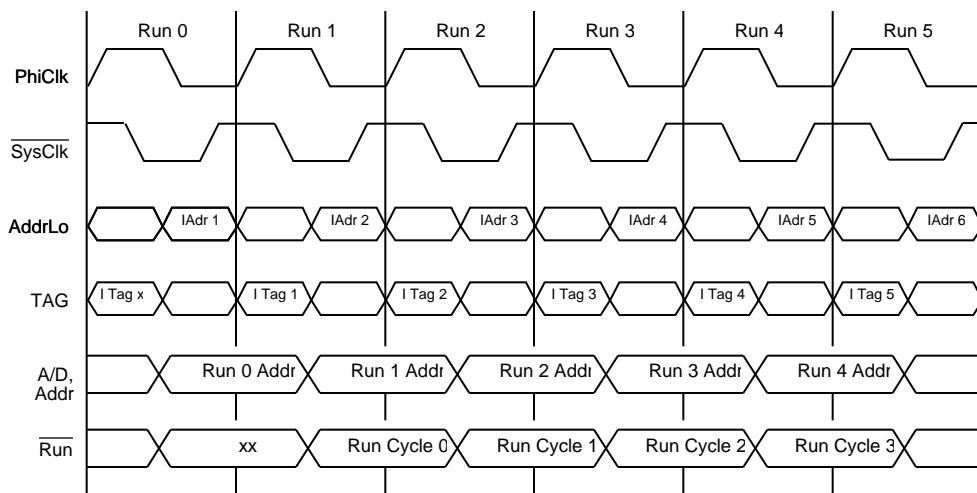 Run 0 Run 1 Run 2 Run 3 Run 4 Run 5
PhiClk
SysClk
AddrLo IAdr 1 IAdr 2 IAdr 3 IAdr 4 IAdr 5 IAdr 6
TAG I Tag x I Tag 1 I Tag 2 I Tag 3 I Tag 4 I Tag 5
A/D,
Addr Run 0 Addr Run 1 Addr Run 2 Addr Run 3 Addr Run 4 Addr
Run xx Run Cycle 0 Run Cycle 1 Run Cycle 2 Run Cycle 3